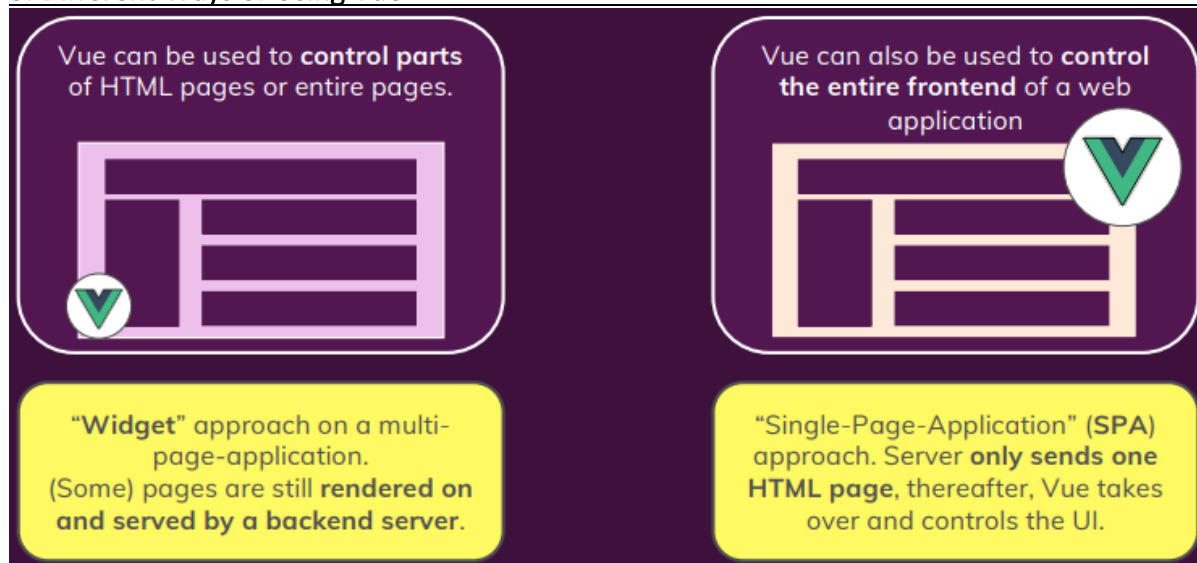 Vue can be used to control parts
of HTML pages or entire pages.
Vue can also be used to control
the entire frontend of a web
application
“Widget” approach on a multi-
page-application.
(Some) pages are still rendered on
and served by a backend server.
“Single-Page-Application” (SPA)
approach. Server only sends one
HTML page, thereafter, Vue takes
over and controls the UI.